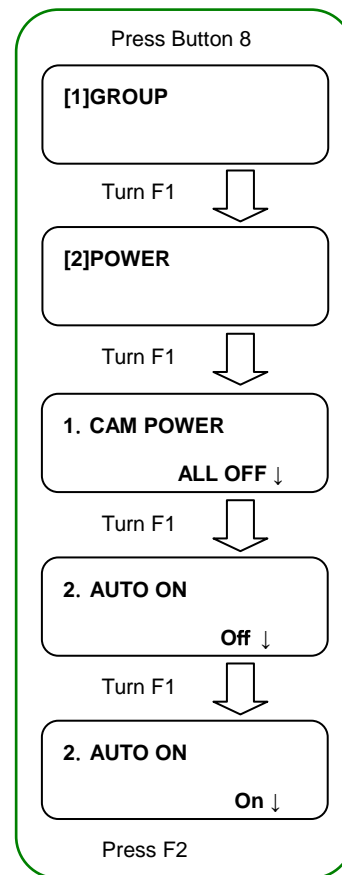 Press Button 8
[1]GROUP
Turn F1
[2]POWER
Turn F1
1. CAM POWER
ALL OFF ↓
Turn F1
2. AUTO ON
Off ↓
Turn F1
2. AUTO ON
On ↓
Press F2